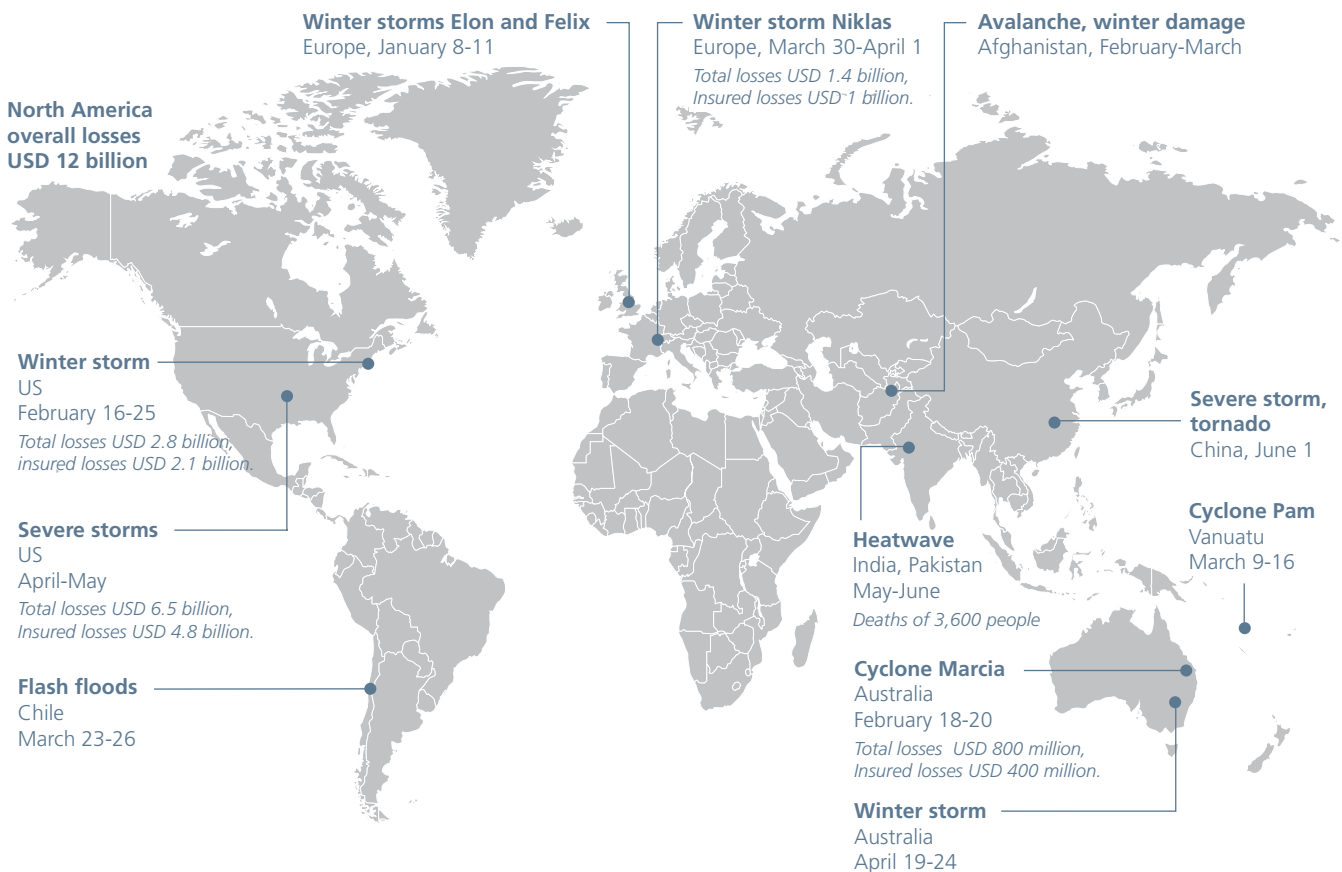 Winter storms Elon and Felix
Europe, January 8-11
Winter storm Niklas
Europe, March 30-April 1
Total losses USD 1.4 billion,
Insured losses USD 1 billion.
Avalanche, winter damage
Afghanistan, February-March
North America
overall losses
USD 12 billion
Winter storm
US
February 16-25
Total losses USD 2.8 billion,
insured losses USD 2.1 billion.
Severe storms
US
April-May
Total losses USD 6.5 billion,
Insured losses USD 4.8 billion.
Flash floods
Chile
March 23-26
Severe storm,
tornado
China, June 1
Cyclone Pam
Vanuatu
March 9-16
Heatwave
India, Pakistan
May-June
Deaths of 3,600 people
Cyclone Marcia
Australia
February 18-20
Total losses  USD 800 million,
Insured losses USD 400 million.
Winter storm
Australia
April 19-24